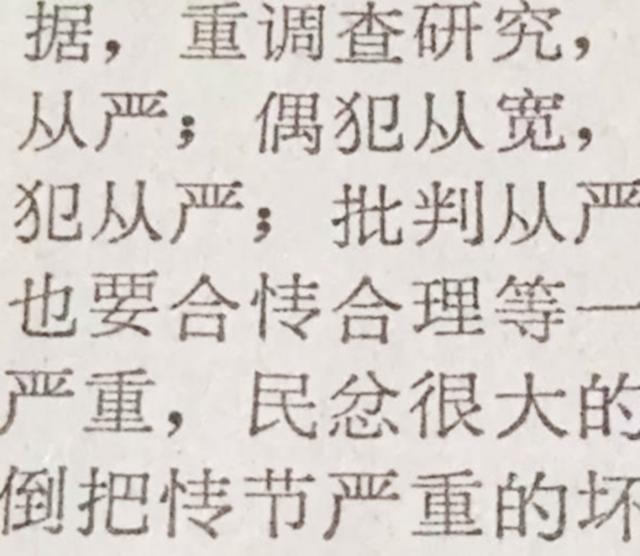 据，重调查研究，
从严；偶犯从宽，
犯从严；批判从严
也要合情合理等一
严重，民忿很大的
倒把情节严重的坏